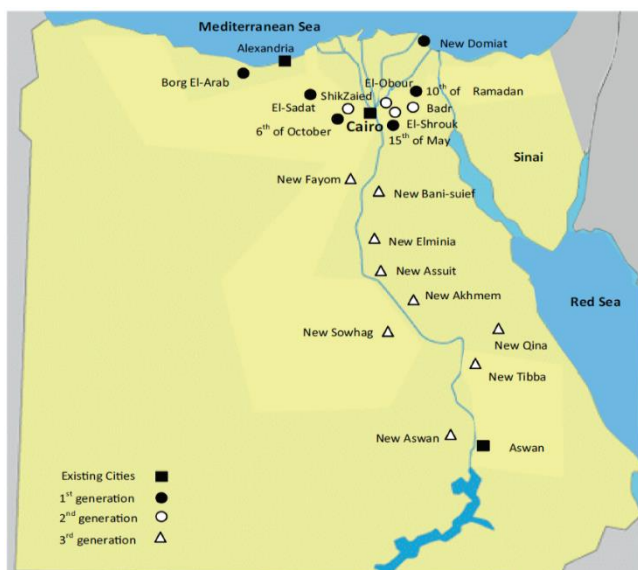 Mediterranean Sea
Alexandria
New Domiat
Borg El-Arab
El-Obour
ShikZaied
10th of Ramadan
El-Sadat
Badr
Cairo
El-Shrouk
6th of October
15th of May
Sinai
New Fayom
New Bani-suief
New Elminia
New Assuit
New Akhmem
Red Sea
New Sowhag
New Qina
New Tibba
New Aswan
Aswan
Existing Cities
1st generation
2nd generation
3rd generation